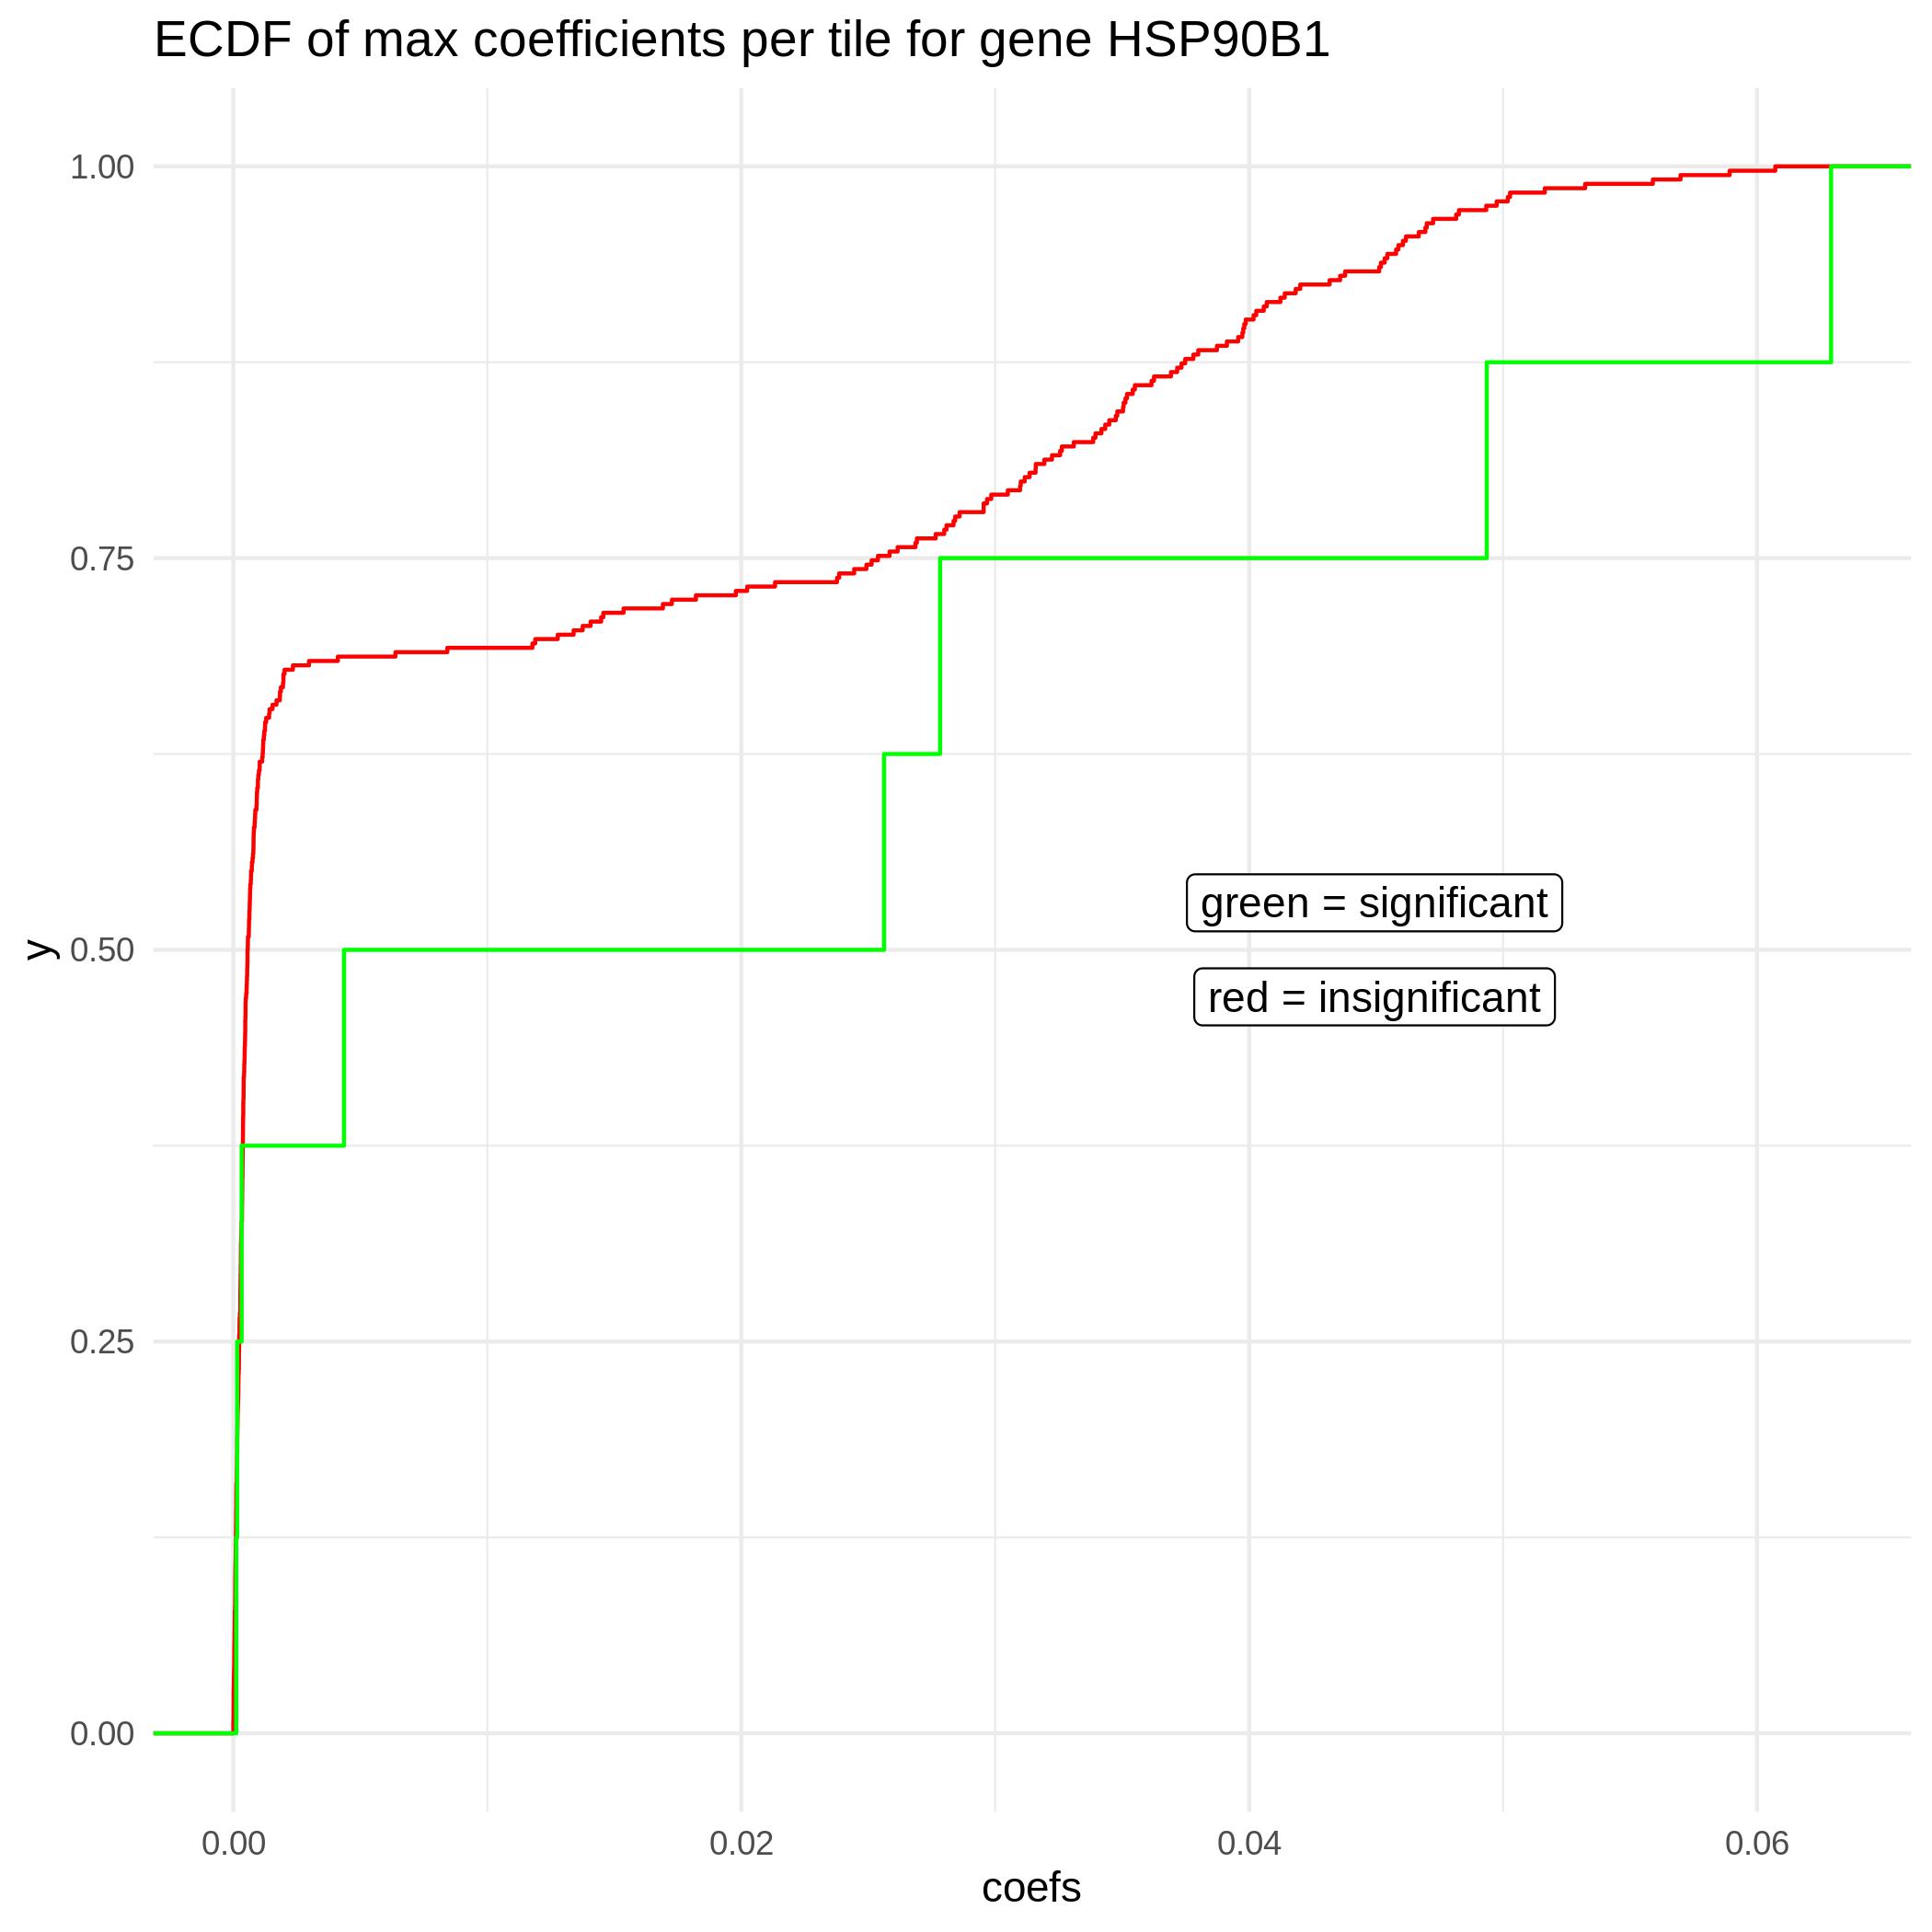 ECDF of max coefficients per tile for gene HSP90B1
1.00
0.75
0.50
0.25
0.00
y
green = significant
red = insignificant
0.00 0.02 0.04 0.06
coefs